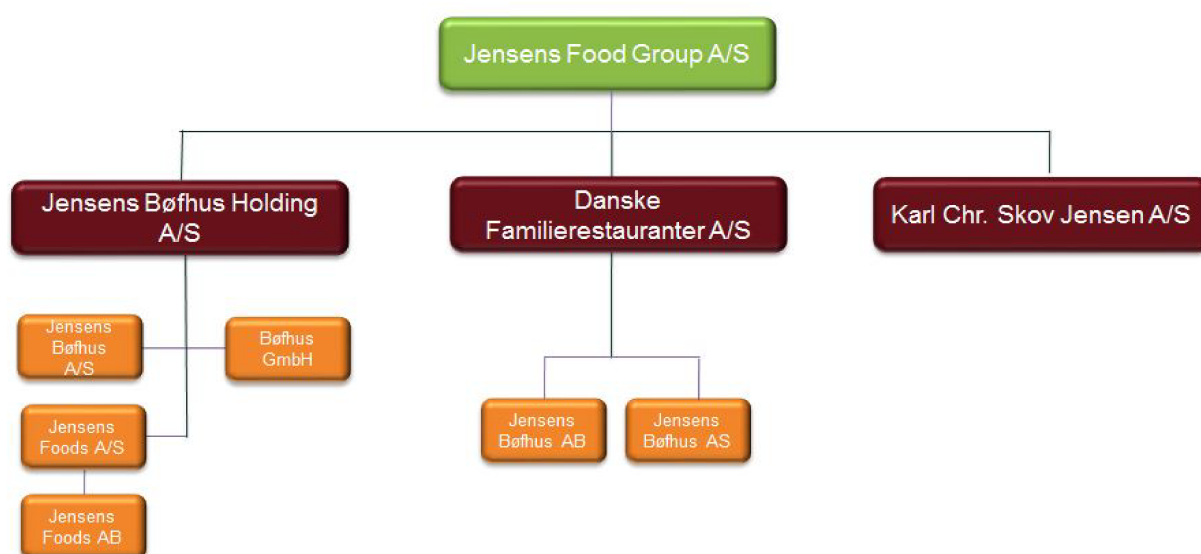 Jensens Food Group A/S
Jensens Bøfhus Holding
A/S
Danske
Familierestauranter A/S
Karl Chr. Skov Jensen A/S
Jensens
Bøfhus
A/S
Bøfhus
GmbH
Jensens
Foods A/S
Jensens
Foods AB
Jensens
Bøfhus AB
Jensens
Bøfhus AS